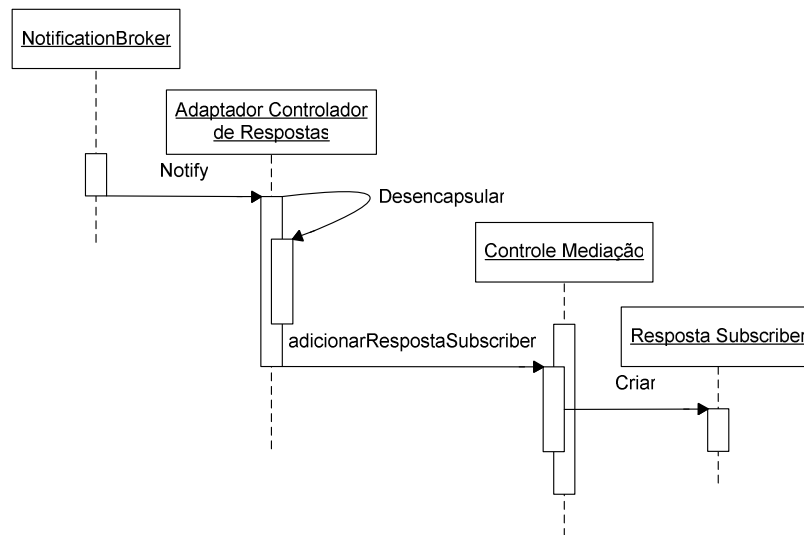 NotificationBroker
Adaptador Controlador
de Respostas
Notify
Desencapsular
Controle Mediação
Resposta Subscriber
adicionarRespostaSubscriber
Criar